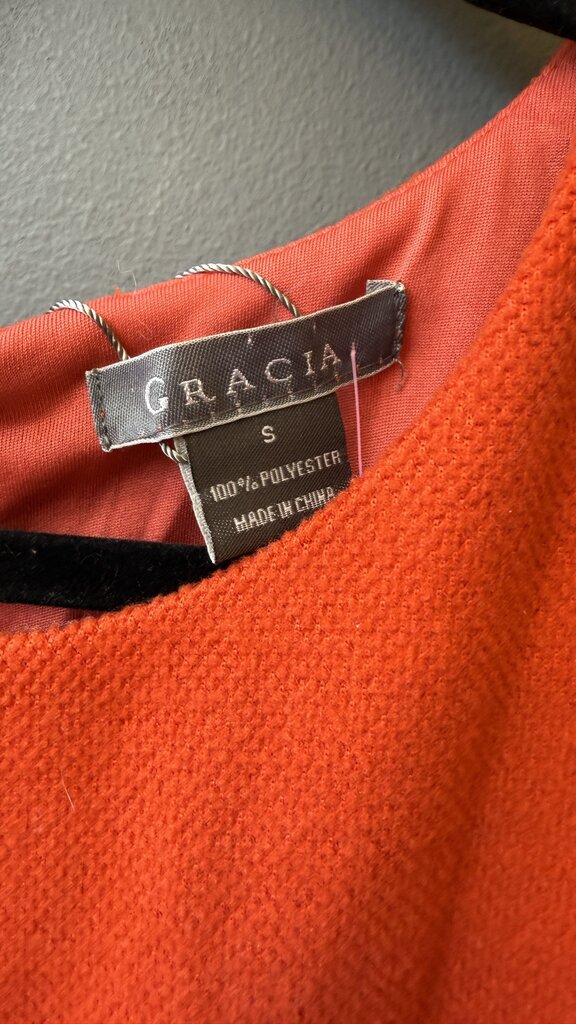 GRACIA
S
100% POLYESTER
MADE IN CHINA